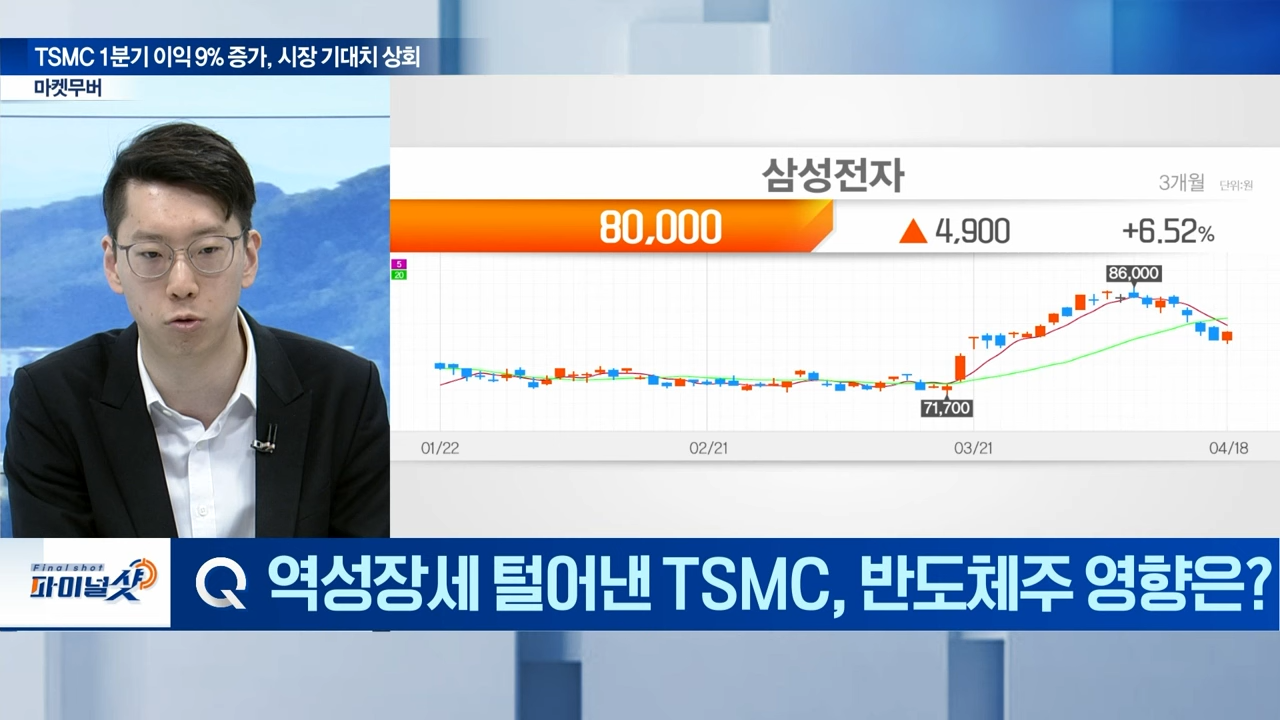 TSMC 1분기 이익 9% 증가, 시장 기대치 상회
마켓무버
삼성전자
3개월 단위:원
80,000 ▲ 4,900 +6.52%
5
20
86,000
71,700
01/22 02/21 03/21 04/18
Final shot
파이널샷
Q 역성장세 털어낸 TSMC, 반도체주 영향은?